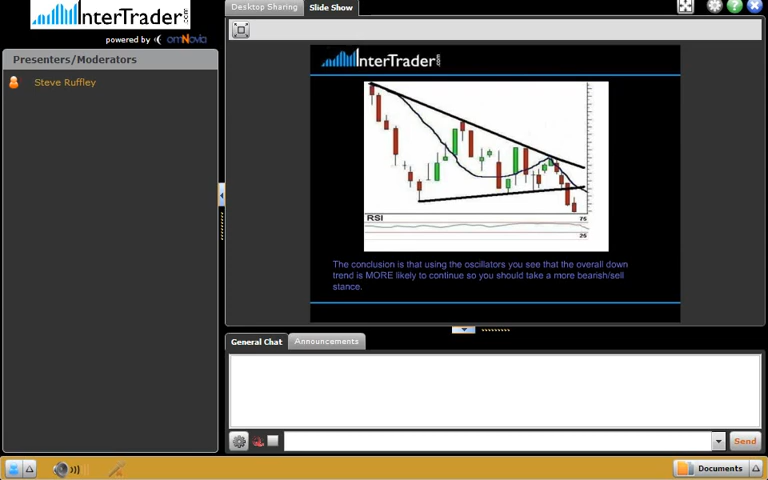 InterTrader.com
powered by omNovia
Presenters/Moderators
Steve Ruffley
Desktop Sharing
Slide Show
InterTrader.com
RSI
75
25
The conclusion is that using the oscillators you see that the overall down
trend is MORE likely to continue so you should take a more bearish/sell
stance.
General Chat
Announcements
Send
Documents